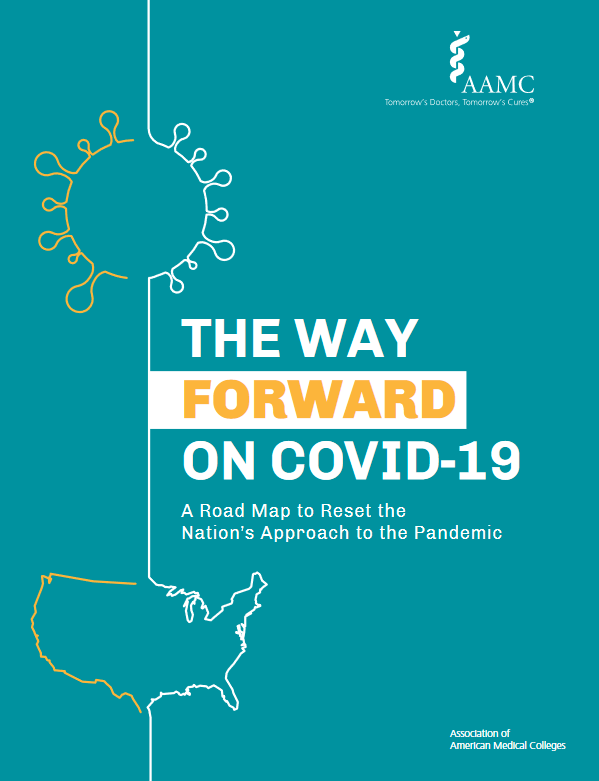 AAMC
Tomorrow's Doctors, Tomorrow's Cures®
THE WAY
FORWARD
ON COVID-19
A Road Map to Reset the
Nation's Approach to the Pandemic
Association of
American Medical Colleges